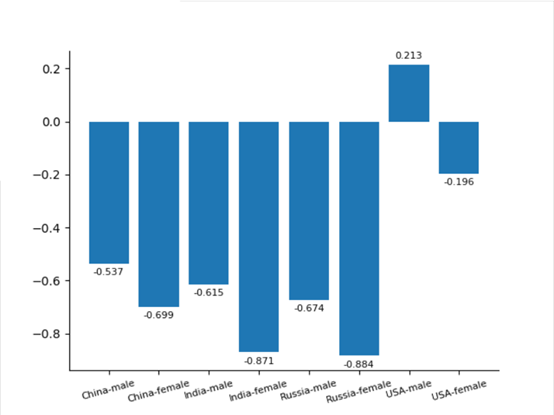 0.213
0.2
0.0
−0.2
-0.196
−0.4
-0.537
−0.6
-0.615
-0.674
-0.699
−0.8
-0.871
-0.884
China-male
China-female
India-male
India-female
Russia-male
Russia-female
USA-male
USA-female